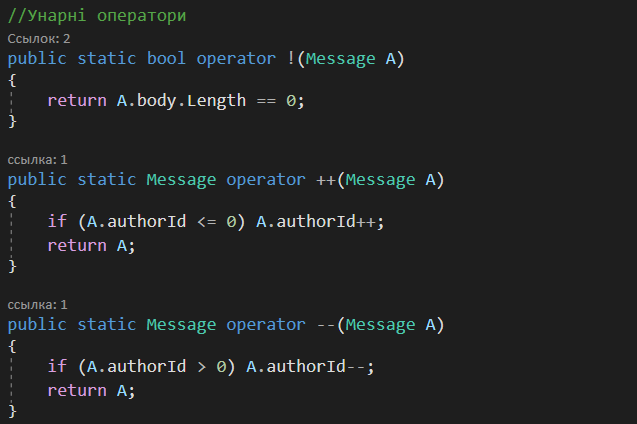 //Унарні оператори
Ссылок: 2
public static bool operator !(Message A)
{
    return A.body.Length == 0;
}
ссылка: 1
public static Message operator ++(Message A)
{
    if (A.authorId <= 0) A.authorId++;
    return A;
}
ссылка: 1
public static Message operator --(Message A)
{
    if (A.authorId > 0) A.authorId--;
    return A;
}